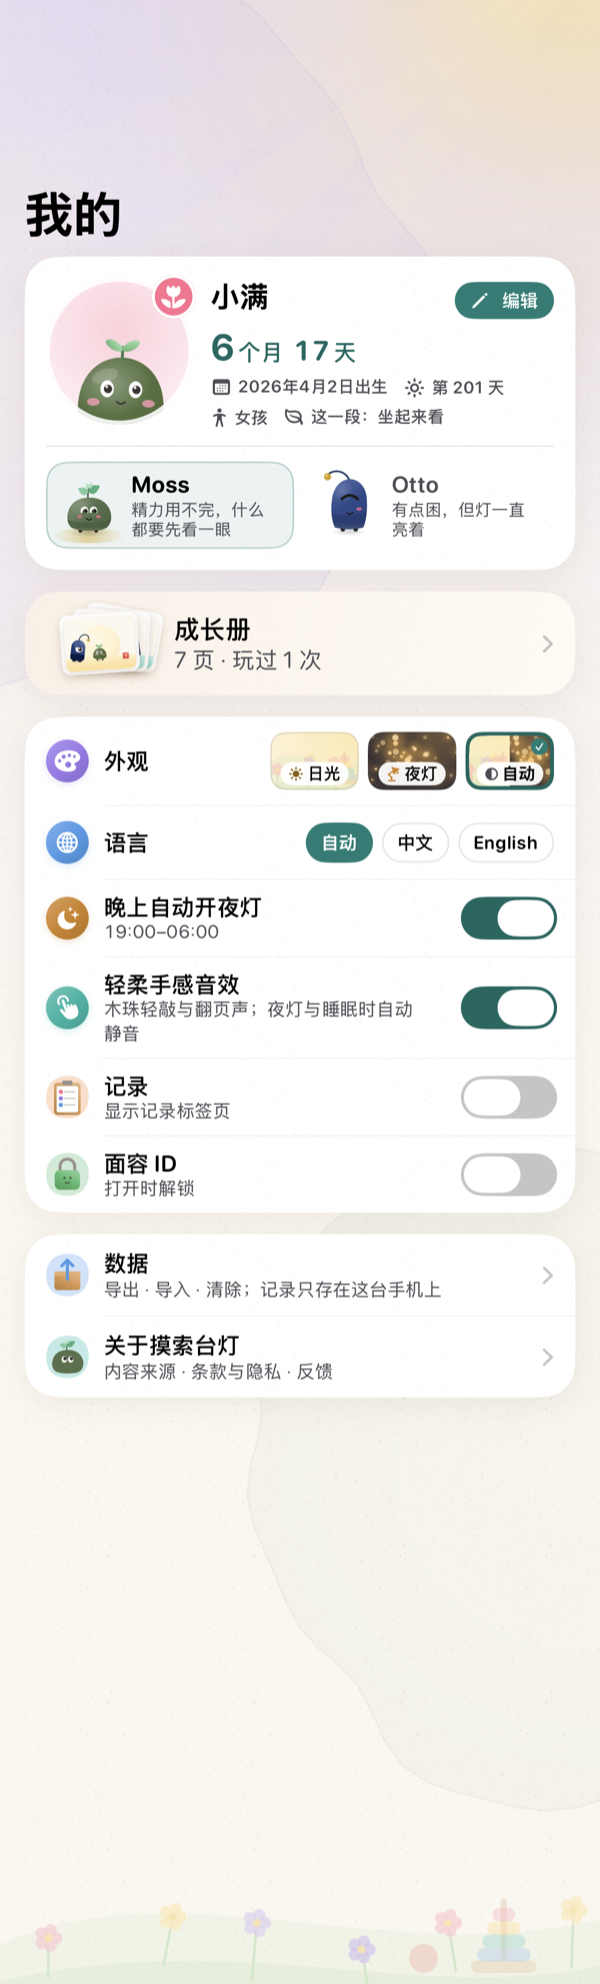 我的
小满
编辑
6个月 17天
2026年4月2日出生 第 201 天
女孩 这一段：坐起来看
Moss
精力用不完，什么
都要先看一眼
Otto
有点困，但灯一直
亮着
成长册
7 页 · 玩过 1 次
外观
日光
夜灯
自动
语言
自动
中文
English
晚上自动开夜灯
19:00–06:00
轻柔手感音效
木珠轻敲与翻页声；夜灯与睡眠时自动
静音
记录
显示记录标签页
面容 ID
打开时解锁
数据
导出 · 导入 · 清除；记录只存在这台手机上
关于摸索台灯
内容来源 · 条款与隐私 · 反馈